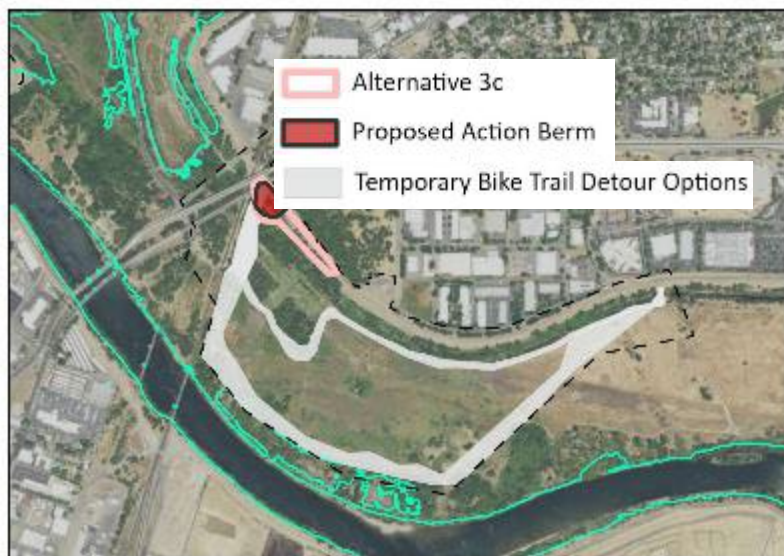 Alternative 3c
Proposed Action Berm
Temporary Bike Trail Detour Options